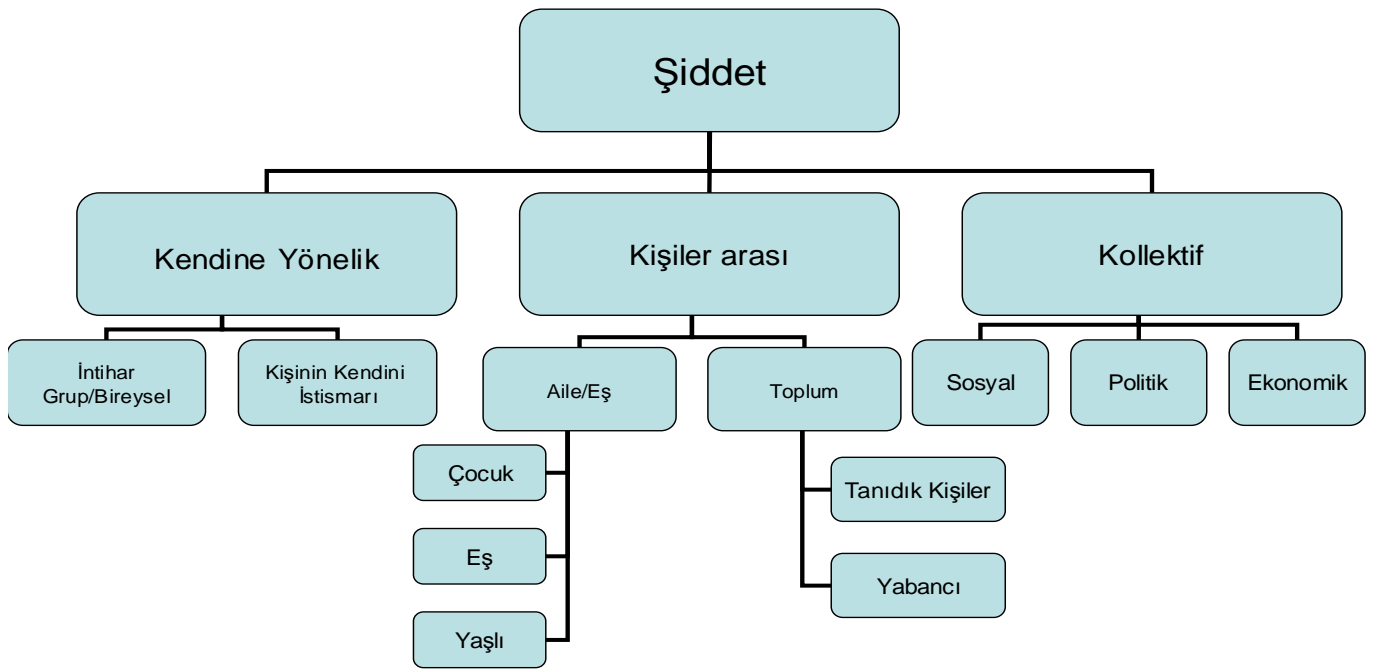 Şiddet
Kendine Yönelik
Kişiler arası
Kollektif
İntihar
Grup/Bireysel
Kişinin Kendini
İstismarı
Aile/Eş
Toplum
Sosyal
Politik
Ekonomik
Çocuk
Eş
Yaşlı
Tanıdık Kişiler
Yabancı